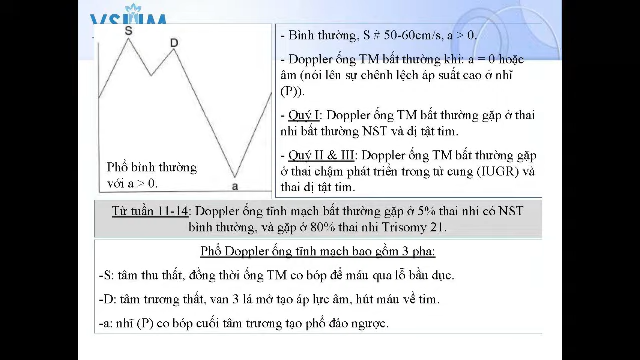 VSUM
S
D
a
Phổ bình thường
với a > 0.
- Bình thường, S # 50-60cm/s, a > 0.
- Doppler ống TM bất thường khi: a = 0 hoặc
âm (nói lên sự chênh lệch áp suất cao ở nhĩ
(P)).
- Quý I: Doppler ống TM bất thường gặp ở thai
nhi bất thường NST và dị tật tim.
- Quý II & III: Doppler ống TM bất thường gặp
ở thai chậm phát triển trong tử cung (IUGR) và
thai dị tật tim.
Từ tuần 11-14: Doppler ống tĩnh mạch bất thường gặp ở 5% thai nhi có NST
bình thường, và gặp ở 80% thai nhi Trisomy 21.
Phổ Doppler ống tĩnh mạch bao gồm 3 pha:
-S: tâm thu thất, đồng thời ống TM co bóp để máu qua lỗ bầu dục.
-D: tâm trương thất, van 3 lá mở tạo áp lực âm, hút máu về tim.
-a: nhĩ (P) co bóp cuối tâm trương tạo phổ đảo ngược.